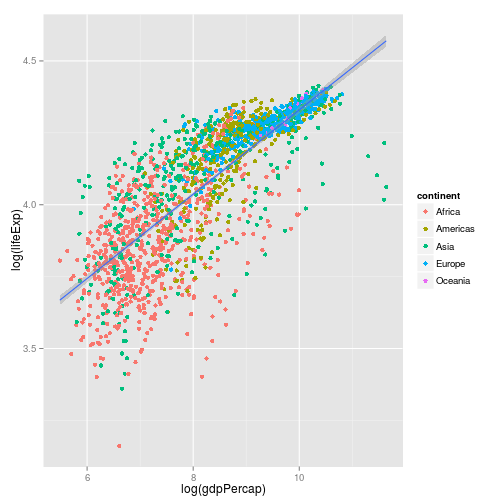 4.5
4.0
3.5
log(lifeExp)
6
8
10
log(gdpPercap)
continent
Africa
Americas
Asia
Europe
Oceania